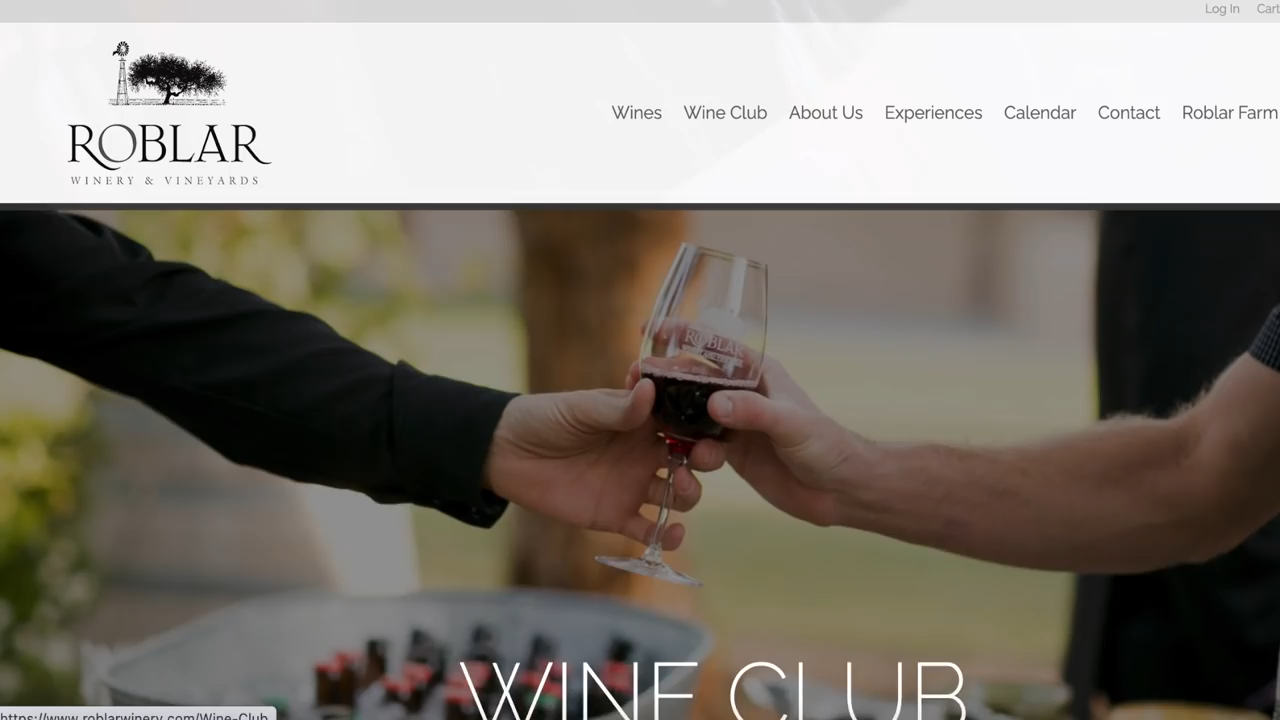 Log In Cart
ROBLAR
WINERY & VINEYARDS
Wines Wine Club About Us Experiences Calendar Contact Roblar Farm
ROBLAR
WINE CLUB
https://www.roblarwinery.com/Wine-Club